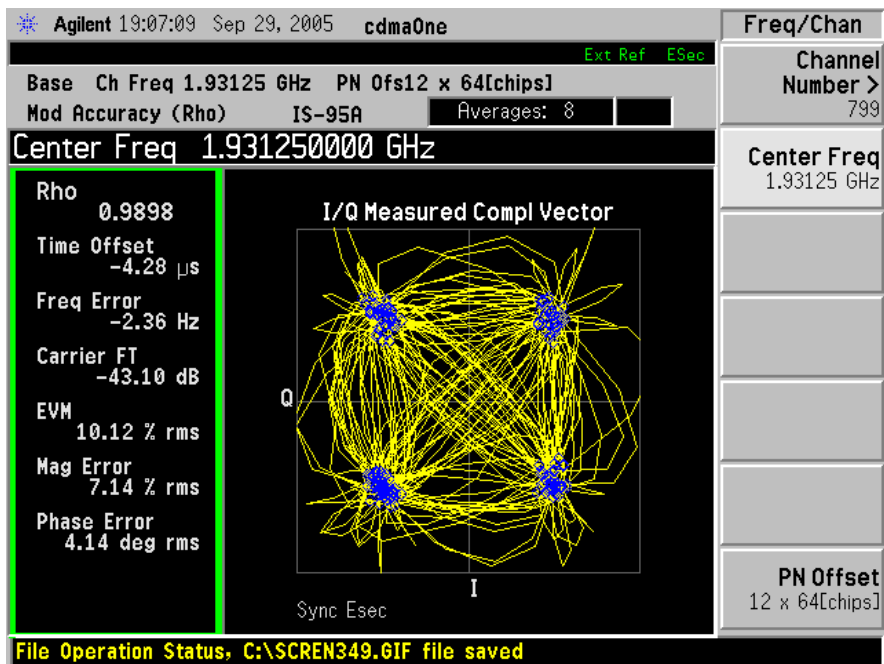 Agilent 19:07:09 Sep 29, 2005 cdmaOne
Ext Ref ESec
Base Ch Freq 1.93125 GHz PN Ofs12 x 64[chips]
Mod Accuracy (Rho) IS-95A Averages: 8
Center Freq 1.931250000 GHz
Rho
0.9898
Time Offset
-4.28 µs
Freq Error
-2.36 Hz
Carrier FT
-43.10 dB
EVM
10.12 % rms
Mag Error
7.14 % rms
Phase Error
4.14 deg rms
I/Q Measured Compl Vector
Q
I
Sync Esec
Freq/Chan
Channel
Number >
799
Center Freq
1.93125 GHz
PN Offset
12 x 64[chips]
File Operation Status, C:\SCREN349.GIF file saved